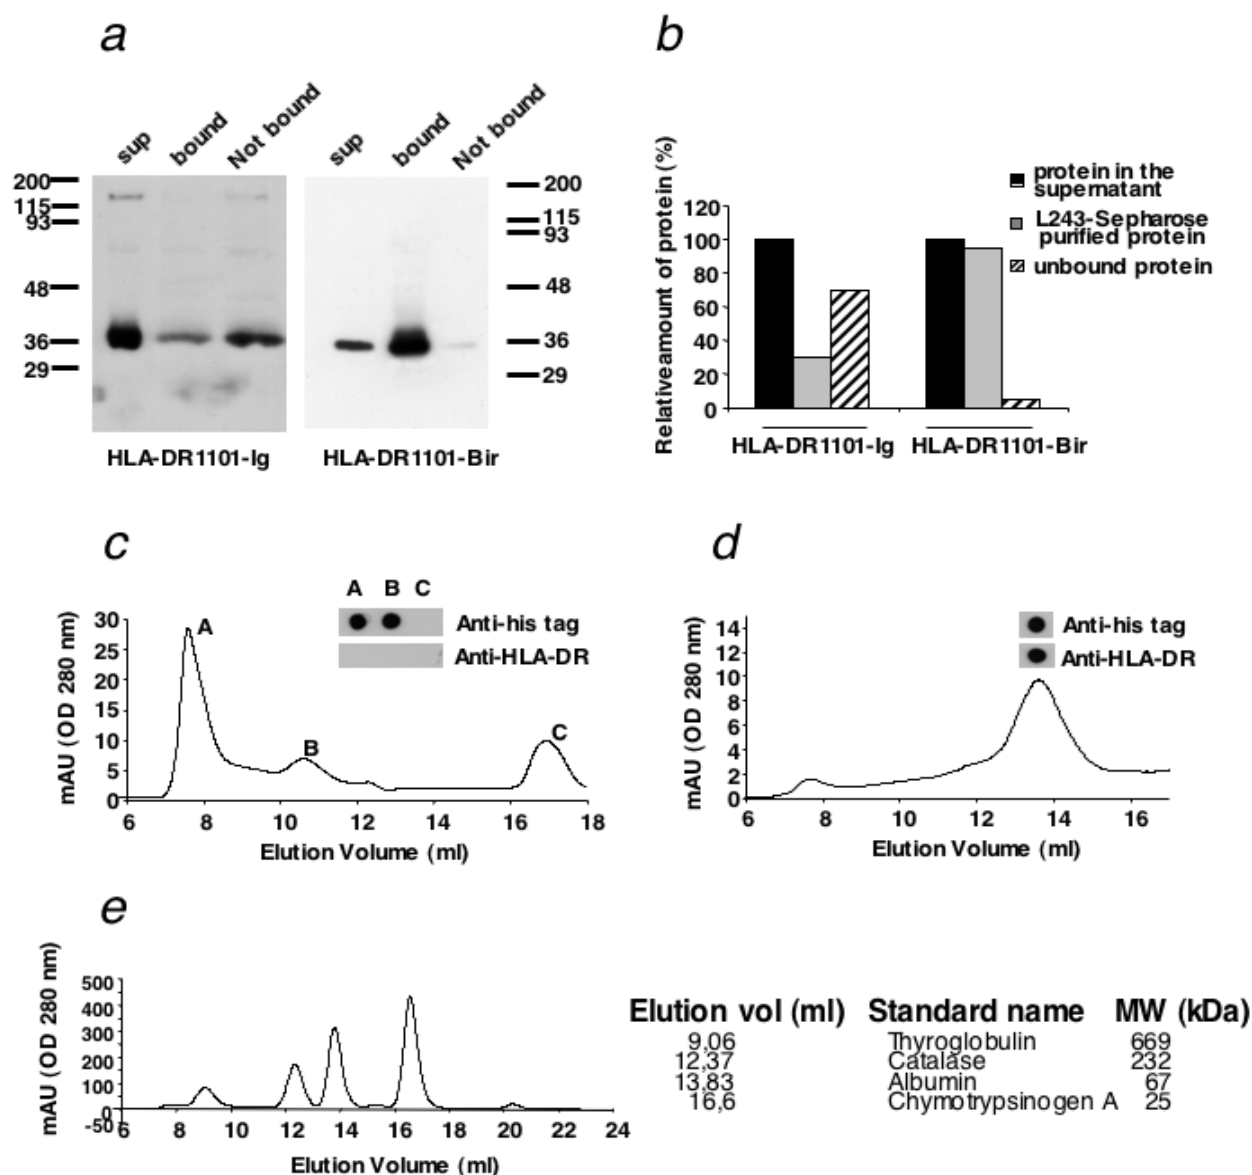 a
sup
bound
Not bound
sup
bound
Not bound
200
115
93
48
36
29
200
115
93
48
36
29
HLA-DR1101-Ig
HLA-DR1101-Bir
b
Relativeamount of protein (%)
120
100
80
60
40
20
0
HLA-DR1101-Ig
HLA-DR1101-Bir
protein in the
supernatant
L243-Sepharose
purified protein
unbound protein
c
mAU (OD 280 nm)
30
25
20
15
10
5
0
A
B
C
A B C
Anti-his tag
Anti-HLA-DR
6 8 10 12 14 16 18
Elution Volume (ml)
d
mAU (OD 280 nm)
14
12
10
8
6
4
2
0
Anti-his tag
Anti-HLA-DR
6 8 10 12 14 16
Elution Volume (ml)
e
mAU (OD 280 nm)
500
400
300
200
100
0
-50
6 8 10 12 14 16 18 20 22 24
Elution Volume (ml)
Elution vol (ml) Standard name MW (kDa)
9,06 Thyroglobulin 669
12,37 Catalase 232
13,83 Albumin 67
16,6 Chymotrypsinogen A 25